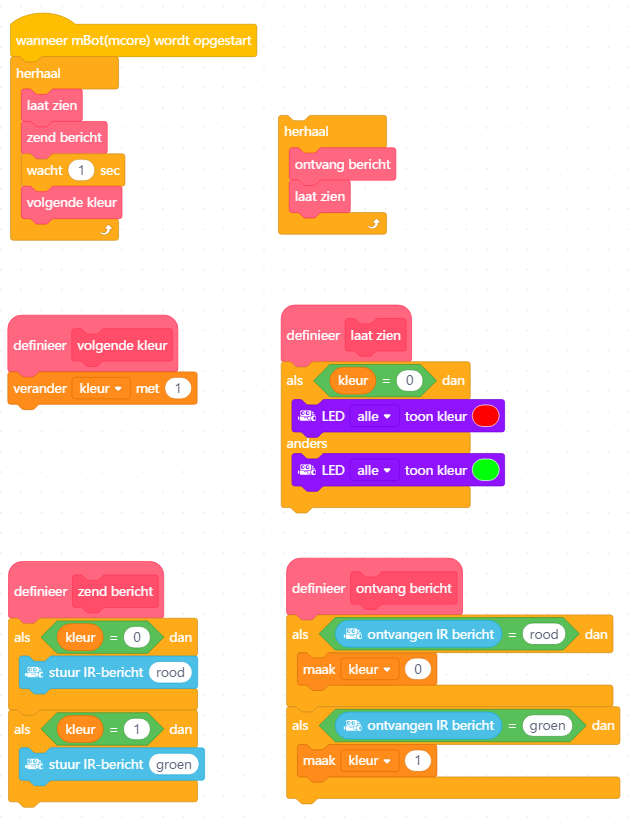 wanneer mBot(mcore) wordt opgestart
herhaal
laat zien
zend bericht
wacht 1 sec
volgende kleur
herhaal
ontvang bericht
laat zien
definieer volgende kleur
verander kleur met 1
definieer laat zien
als kleur = 0 dan
LED alle toon kleur
anders
LED alle toon kleur
definieer zend bericht
als kleur = 0 dan
stuur IR-bericht rood
als kleur = 1 dan
stuur IR-bericht groen
definieer ontvang bericht
als ontvangen IR bericht = rood dan
maak kleur 0
als ontvangen IR bericht = groen dan
maak kleur 1